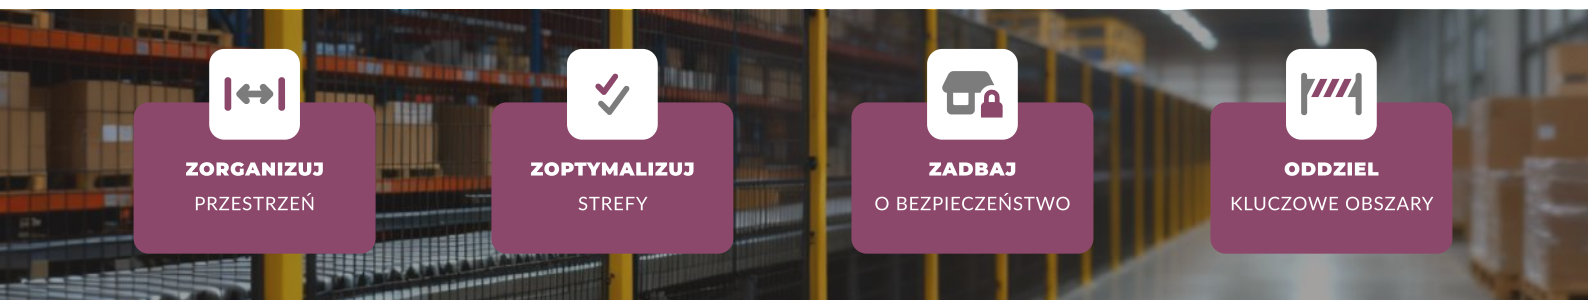 ZORGANIZUJ
PRZESTRZEŃ
ZOPTYMALIZUJ
STREFY
ZADBAJ
O BEZPIECZEŃSTWO
ODDZIEL
KLUCZOWE OBSZARY